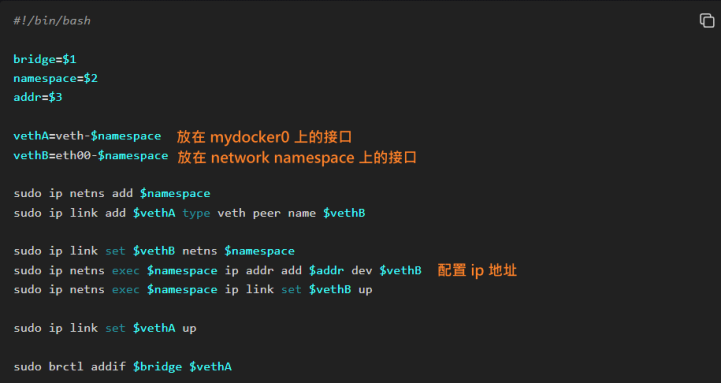 #!/bin/bash
bridge=$1
namespace=$2
addr=$3
vethA=veth-$namespace 放在 mydocker0 上的接口
vethB=eth00-$namespace 放在 network namespace 上的接口
sudo ip netns add $namespace
sudo ip link add $vethA type veth peer name $vethB
sudo ip link set $vethB netns $namespace
sudo ip netns exec $namespace ip addr add $addr dev $vethB 配置 ip 地址
sudo ip netns exec $namespace ip link set $vethB up
sudo ip link set $vethA up
sudo brctl addif $bridge $vethA